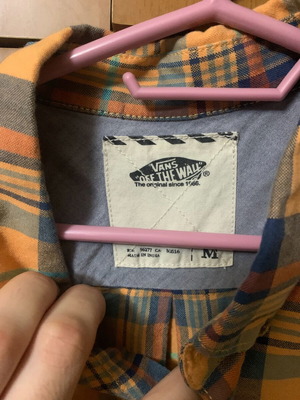 VANS
"OFF THE WALL"®
The original since 1966.
M
MADE IN INDIA